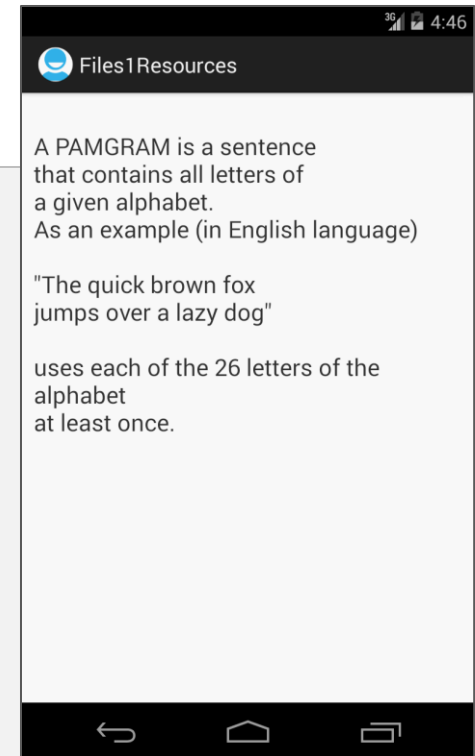 3G 4:46
Files1Resources
A PAMGRAM is a sentence
that contains all letters of
a given alphabet.
As an example (in English language)
"The quick brown fox
jumps over a lazy dog"
uses each of the 26 letters of the
alphabet
at least once.